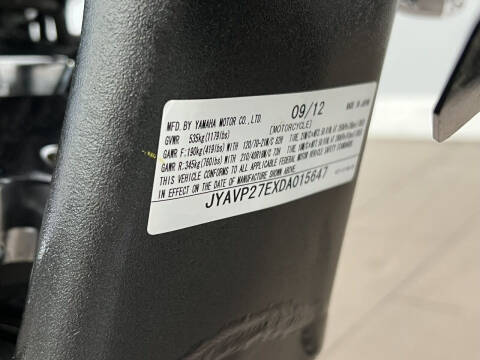 09/12 MADE IN JAPAN
MFD. BY YAMAHA MOTOR CO., LTD. [MOTORCYCLE]
GVWR 535kg(1179lbs)
GAWR F:190kg(419lbs)WITH 120/70-21M/C 62H TIRE
GAWR R:345kg(760lbs)WITH 210/40R18M/C 73H TIRE
THIS VEHICLE CONFORMS TO ALL APPLICABLE FEDERAL MOTOR VEHICLE SAFETY STANDARDS
IN EFFECT ON THE DATE OF MANUFACTURE SHOWN ABOVE.
JYAVP27EXDA015647